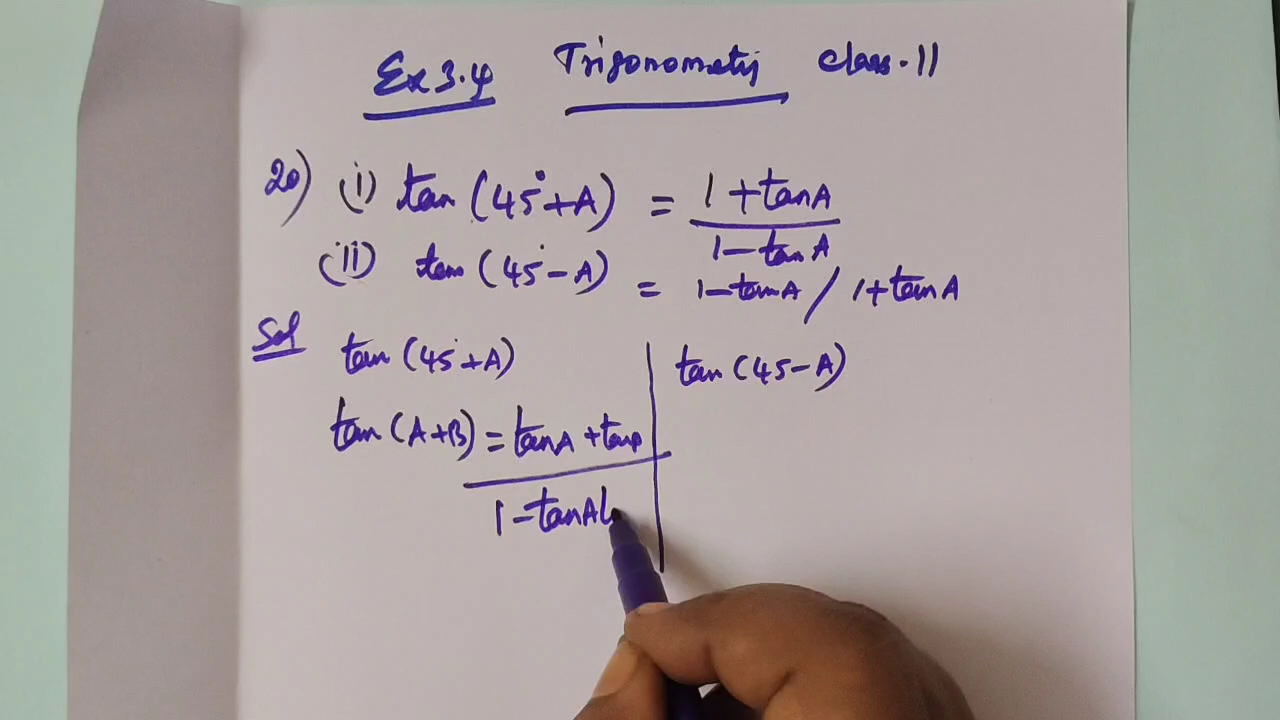 Ex 3.4 Trigonometry class-11
20) (i) tan (45°+A) = 1+tanA
1-tanA
(ii) tan (45°-A) = 1-tanA / 1+tanA
Sol
tan (45°+A)
tan (45-A)
tan (A+B) = tanA + tanB
1-tanA